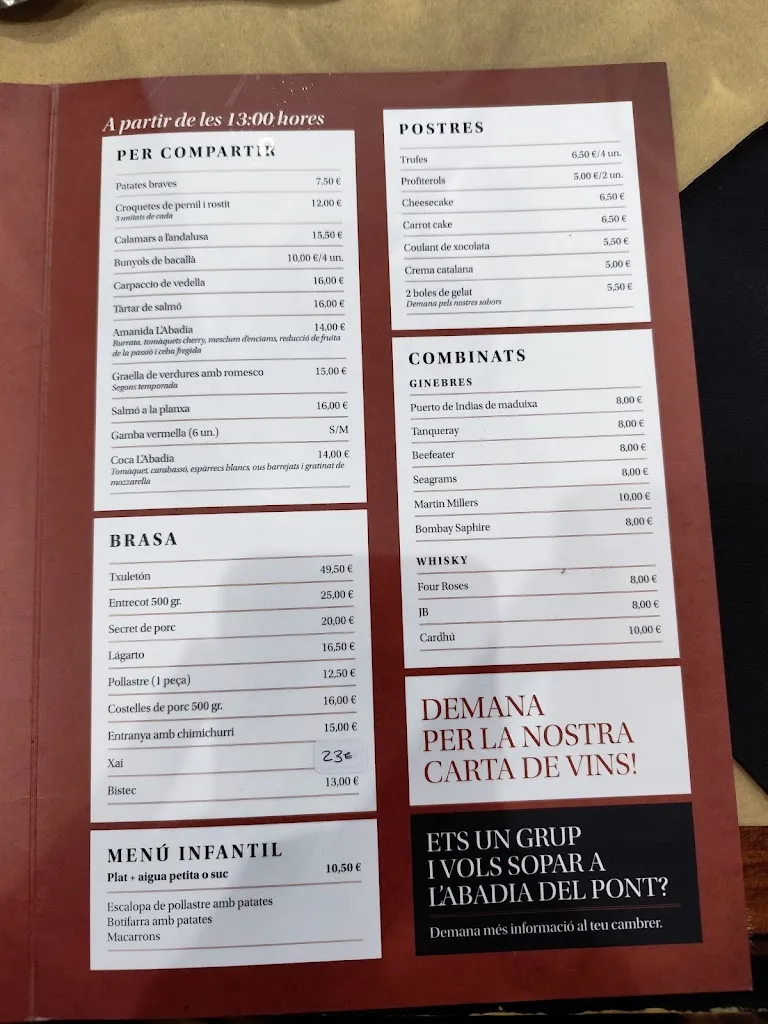 A partir de les 13:00 hores
PER COMPARTIR
Patates braves 7,50 €
Croquetes de pernil i rostit 12,00 €
3 unitats de cada
Calamars a l'andalusa 15,50 €
Bunyols de bacallà 10,00 €/4 un.
Carpaccio de vedella 16,00 €
Tàrtar de salmó 16,00 €
Amanida L'Abadia 14,00 €
Burrata, tomàquets cherry, mesclum d'enciams, reducció de fruita
de la passió i ceba fregida
Graella de verdures amb romesco 15,00 €
Segons temporada
Salmó a la planxa 16,00 €
Gamba vermella (6 un.) S/M
Coca L'Abadia 14,00 €
Tomàquet, carabassó, espàrrecs blancs, ous barrejats i gratinat de
mozzarella
BRASA
Txuletón 49,50 €
Entrecot 500 gr. 25,00 €
Secret de porc 20,00 €
Lágarto 16,50 €
Pollastre (1 peça) 12,50 €
Costelles de porc 500 gr. 16,00 €
Entranya amb chimichurri 15,00 €
Xai 23€
Bistec 13,00 €
MENÚ INFANTIL
Plat + aigua petita o suc 10,50 €
Escalopa de pollastre amb patates
Botifarra amb patates
Macarrons
POSTRES
Trufes 6,50 €/4 un.
Profiterols 5,00 €/2 un.
Cheesecake 6,50 €
Carrot cake 6,50 €
Coulant de xocolata 5,50 €
Crema catalana 5,00 €
2 boles de gelat 5,50 €
Demana pels nostres sabors
COMBINATS
GINEBRES
Puerto de Indias de maduixa 8,00 €
Tanqueray 8,00 €
Beefeater 8,00 €
Seagrams 8,00 €
Martin Millers 10,00 €
Bombay Saphire 8,00 €
WHISKY
Four Roses 8,00 €
JB 8,00 €
Cardhú 10,00 €
DEMANA
PER LA NOSTRA
CARTA DE VINS!
ETS UN GRUP
I VOLS SOPAR A
L'ABADIA DEL PONT?
Demana més informació al teu cambrer.